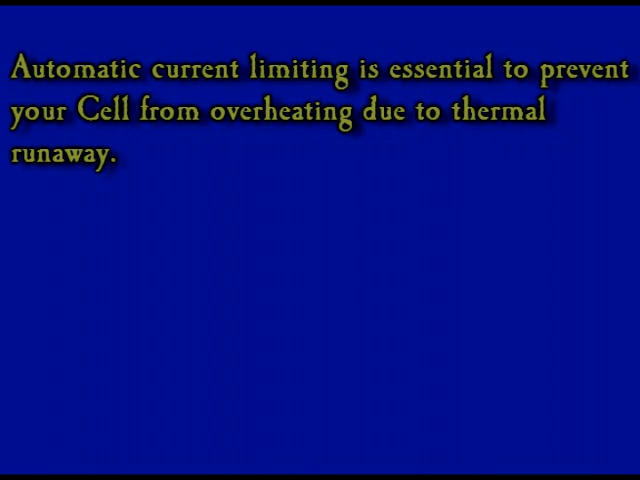 Automatic current limiting is essential to prevent
your Cell from overheating due to thermal
runaway.